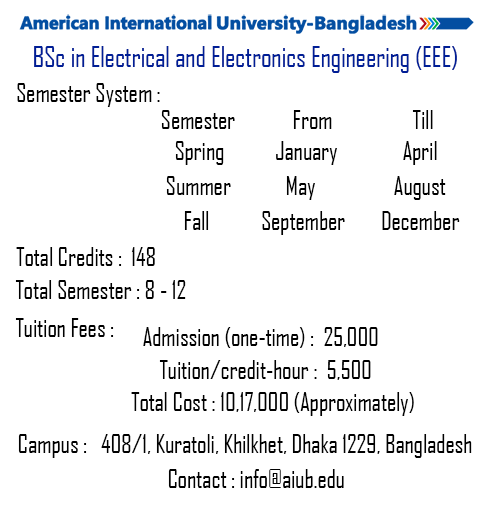 American International University-Bangladesh
BSc in Electrical and Electronics Engineering (EEE)
Semester System :
Semester From Till
Spring January April
Summer May August
Fall September December
Total Credits : 148
Total Semester : 8 - 12
Tuition Fees :
Admission (one-time) : 25,000
Tuition/credit-hour : 5,500
Total Cost : 10,17,000 (Approximately)
Campus : 408/1, Kuratoli, Khilkhet, Dhaka 1229, Bangladesh
Contact : info@aiub.edu